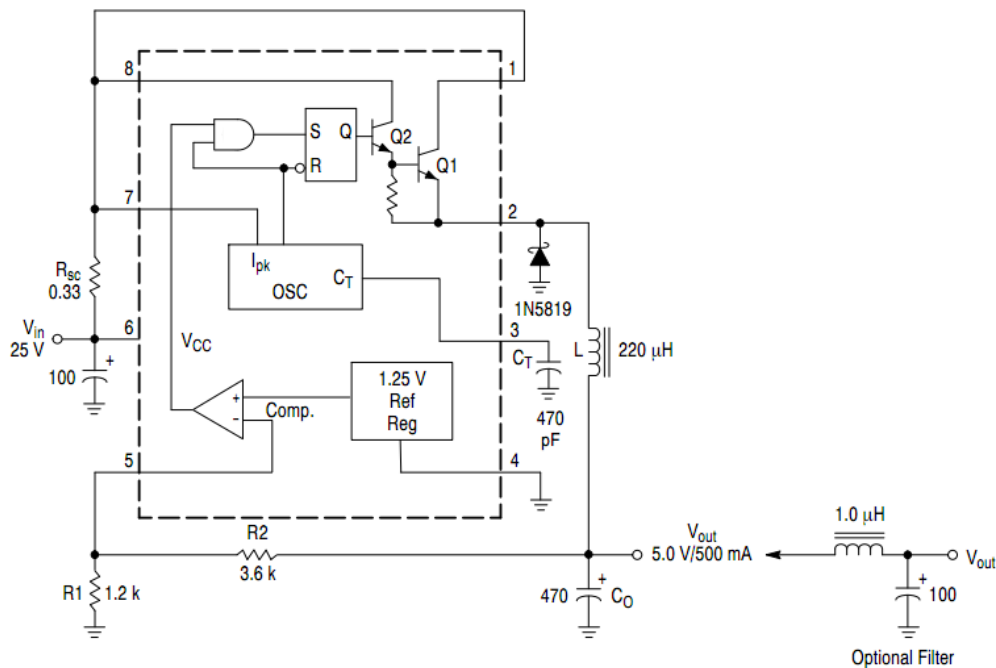 8
1
S Q
Q2
R
Q1
7
2
Rsc
0.33
Ipk
CT
OSC
1N5819
Vin
25 V
6
VCC
3
CT
L
220 μH
100
+
1.25 V
Ref
Reg
+
−
Comp.
470
pF
5
4
R2
3.6 k
Vout
5.0 V/500 mA
1.0 μH
Vout
R1
1.2 k
470
+
CO
+
100
Optional Filter